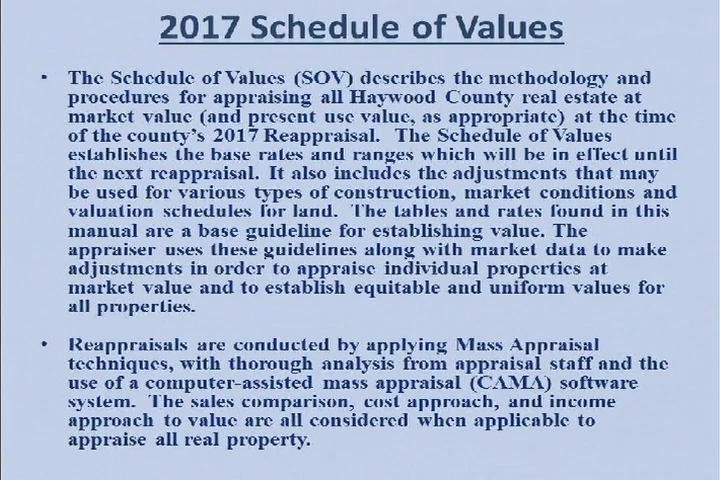 2017 Schedule of Values
• The Schedule of Values (SOV) describes the methodology and
procedures for appraising all Haywood County real estate at
market value (and present use value, as appropriate) at the time
of the county's 2017 Reappraisal. The Schedule of Values
establishes the base rates and ranges which will be in effect until
the next reappraisal. It also includes the adjustments that may
be used for various types of construction, market conditions and
valuation schedules for land. The tables and rates found in this
manual are a base guideline for establishing value. The
appraiser uses these guidelines along with market data to make
adjustments in order to appraise individual properties at
market value and to establish equitable and uniform values for
all properties.
• Reappraisals are conducted by applying Mass Appraisal
techniques, with thorough analysis from appraisal staff and the
use of a computer-assisted mass appraisal (CAMA) software
system. The sales comparison, cost approach, and income
approach to value are all considered when applicable to
appraise all real property.